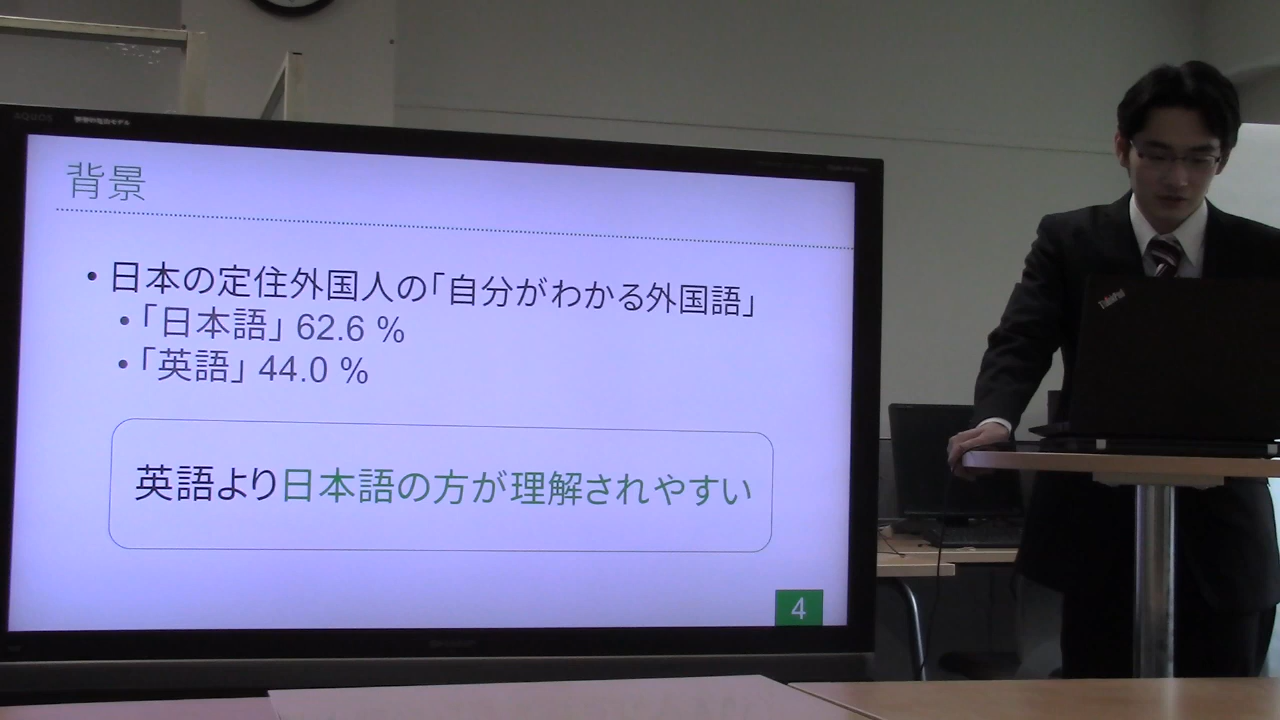 AQUOS
背景
• 日本の定住外国人の「自分がわかる外国語」
• 「日本語」 62.6 %
• 「英語」 44.0 %
英語より日本語の方が理解されやすい
4
ThinkPad